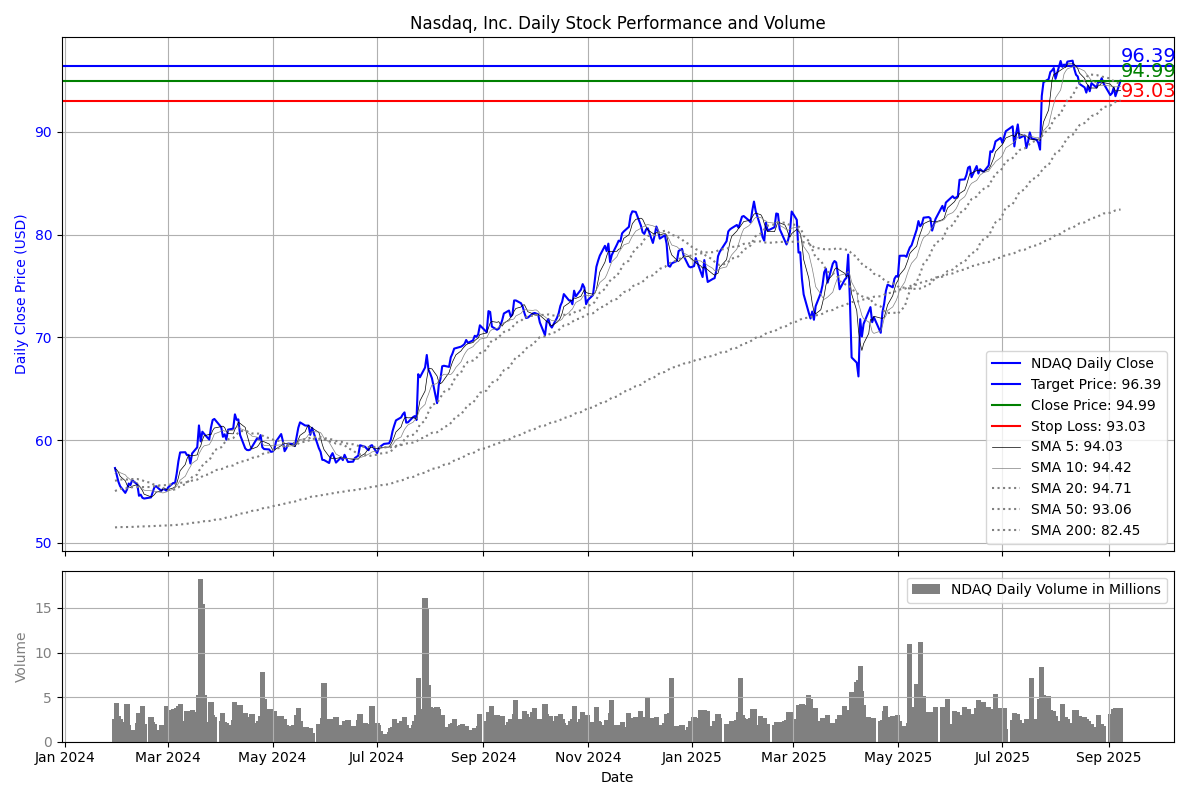 Nasdaq, Inc. Daily Stock Performance and Volume
96.39
94.99
93.03
90
80
70
60
50
Daily Close Price (USD)
NDAQ Daily Close
Target Price: 96.39
Close Price: 94.99
Stop Loss: 93.03
SMA 5: 94.03
SMA 10: 94.42
SMA 20: 94.71
SMA 50: 93.06
SMA 200: 82.45
NDAQ Daily Volume in Millions
15
10
5
0
Volume
Jan 2024
Mar 2024
May 2024
Jul 2024
Sep 2024
Nov 2024
Jan 2025
Mar 2025
May 2025
Jul 2025
Sep 2025
Date